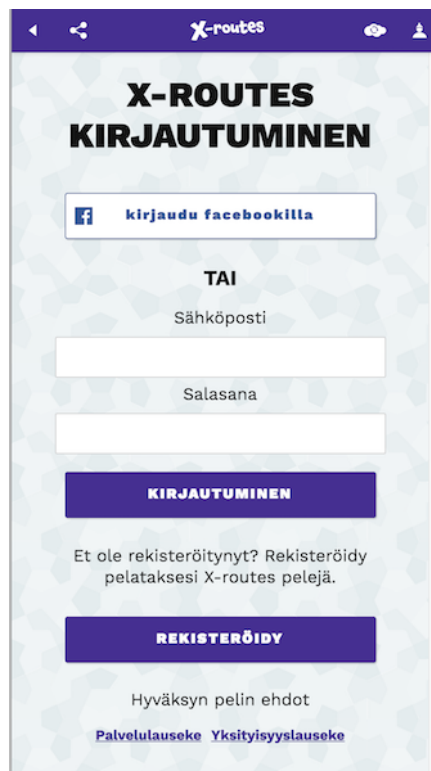 X-routes
X-ROUTES
KIRJAUTUMINEN
kirjaudu facebookilla
TAI
Sähköposti
Salasana
KIRJAUTUMINEN
Et ole rekisteröitynyt? Rekisteröidy
pelataksesi X-routes pelejä.
REKISTERÖIDY
Hyväksyn pelin ehdot
Palvelulauseke Yksityisyyslauseke